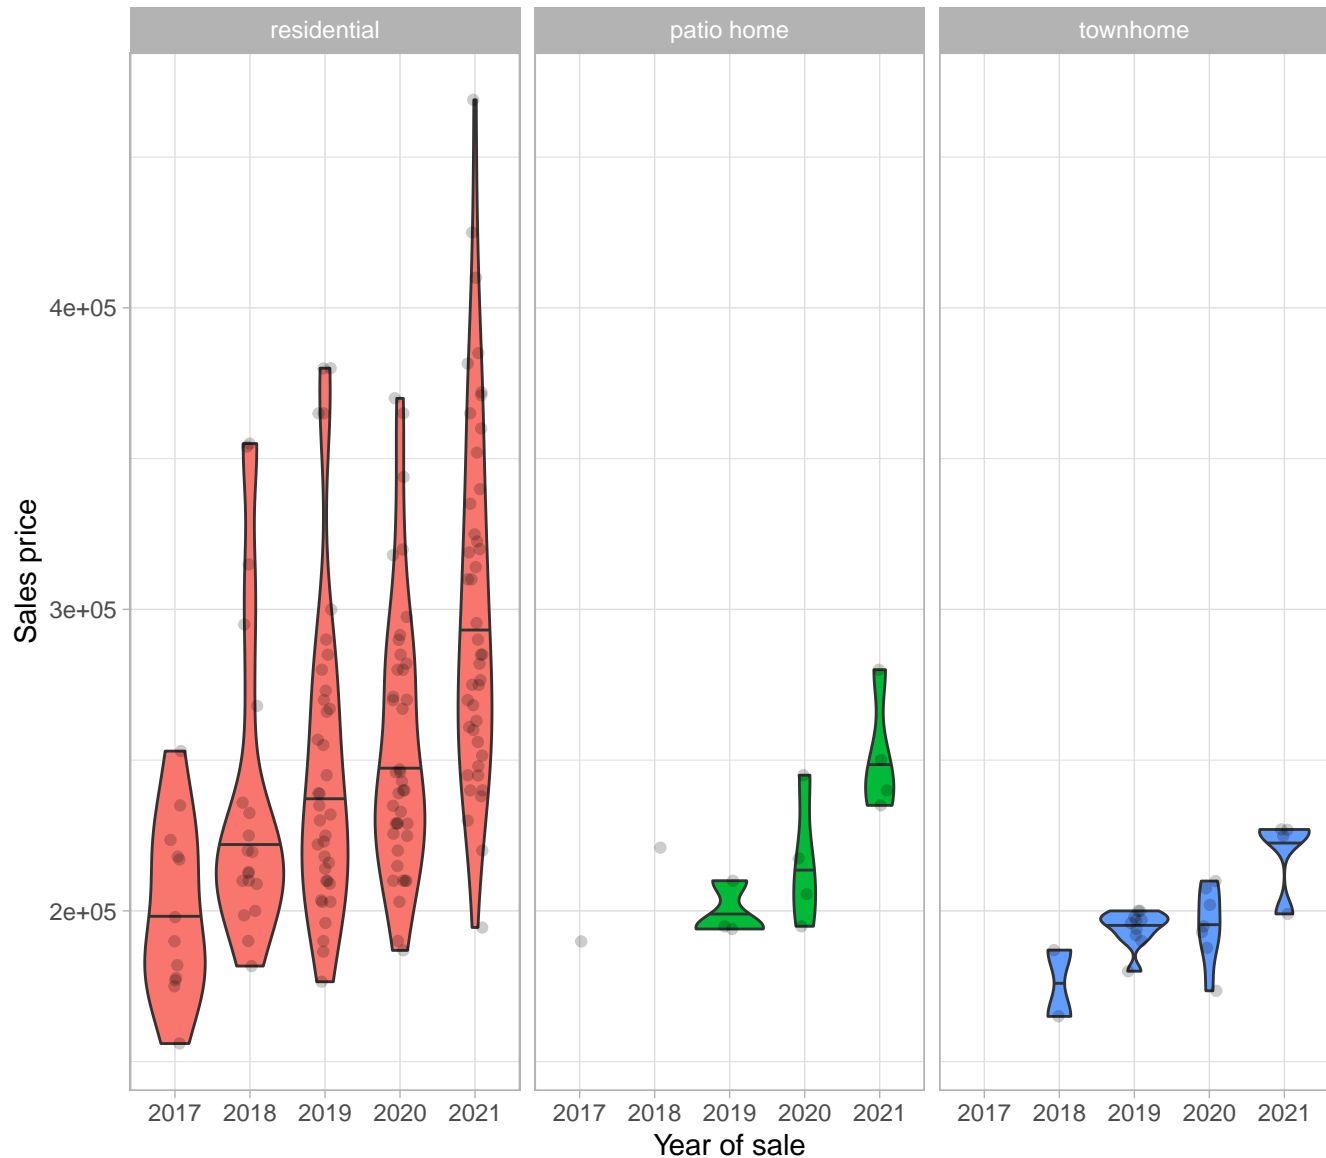 residential patio home townhome
4e+05
3e+05
2e+05
Sales price
2017 2018 2019 2020 2021 2017 2018 2019 2020 2021 2017 2018 2019 2020 2021
Year of sale